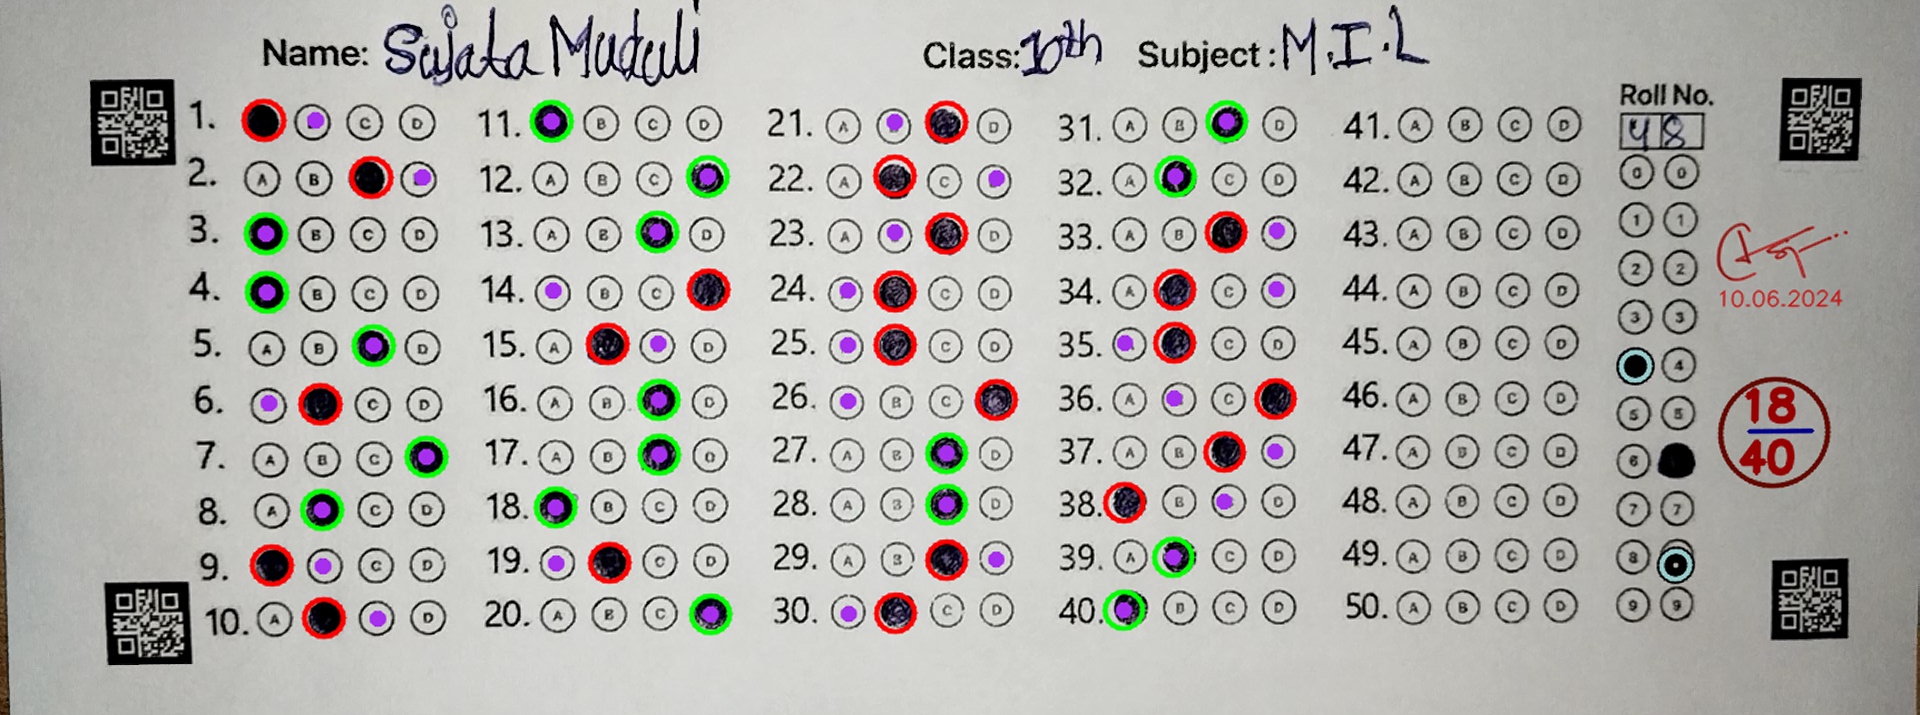 Name: Sujata Muduli Class: 10th Subject : M.I.L
Roll No.
48
1. C D 11. B C D 21. A D 31. A B D 41. A B C D
2. A B 12. A B C 22. A C 32. A C D 42. A B C D
3. B C D 13. A B D 23. A D 33. A B 43. A B C D
4. B C D 14. B C 24. C D 34. A C 44. A B C D
5. A B D 15. A D 25. C D 35. C D 45. A B C D
6. C D 16. A B D 26. B C 36. A C 46. A B C D
7. A B C 17. A B D 27. A B D 37. A B 47. A B C D
8. A C D 18. B C D 28. A B D 38. B D 48. A B C D
9. C D 19. C D 29. A B 39. A C D 49. A B C D
10. A D 20. A B C 30. C D 40. B C D 50. A B C D
0 0
1 1
2 2
3 3
4
5 5
6
7 7
8
9 9
10.06.2024
18
40